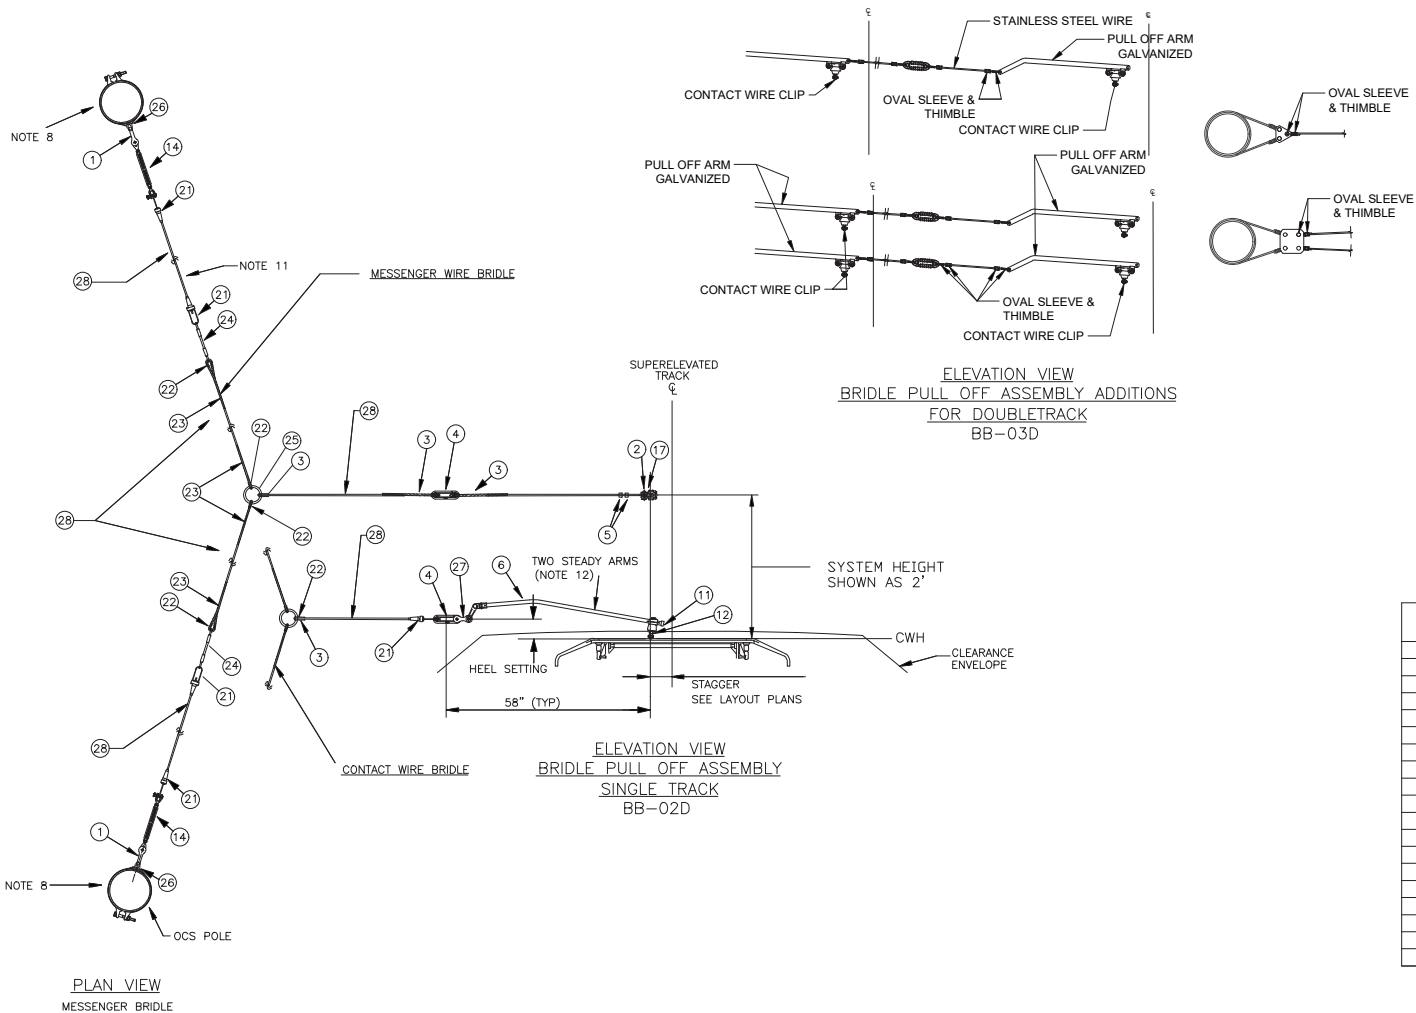 ℄
℄
STAINLESS STEEL WIRE
PULL OFF ARM
GALVANIZED
CONTACT WIRE CLIP
OVAL SLEEVE &
THIMBLE
CONTACT WIRE CLIP
OVAL SLEEVE
& THIMBLE
PULL OFF ARM
GALVANIZED
PULL OFF ARM
GALVANIZED
℄
℄
OVAL SLEEVE
& THIMBLE
CONTACT WIRE CLIP
OVAL SLEEVE &
THIMBLE
CONTACT WIRE CLIP
ELEVATION VIEW
BRIDLE PULL OFF ASSEMBLY ADDITIONS
FOR DOUBLETRACK
BB-03D
26
NOTE 8
1
14
21
NOTE 11
28
MESSENGER WIRE BRIDLE
21
24
22
23
22
25
3
28
3
4
3
2
17
SUPERELEVATED
TRACK
℄
23
28
22
5
28
TWO STEADY ARMS
(NOTE 12)
6
SYSTEM HEIGHT
SHOWN AS 2'
22
4
27
23
22
11
12
3
21
CWH
24
HEEL SETTING
CLEARANCE
ENVELOPE
21
STAGGER
SEE LAYOUT PLANS
58" (TYP)
28
CONTACT WIRE BRIDLE
ELEVATION VIEW
BRIDLE PULL OFF ASSEMBLY
SINGLE TRACK
BB-02D
21
1
14
NOTE 8
26
OCS POLE
PLAN VIEW
MESSENGER BRIDLE